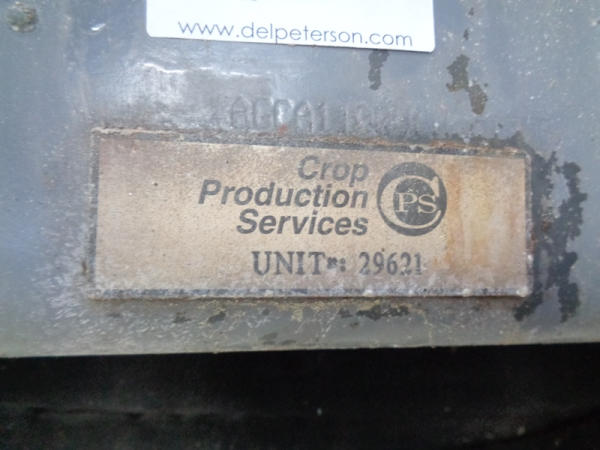 www.delpeterson.com
Crop
Production
Services
CPS
UNIT#: 29621